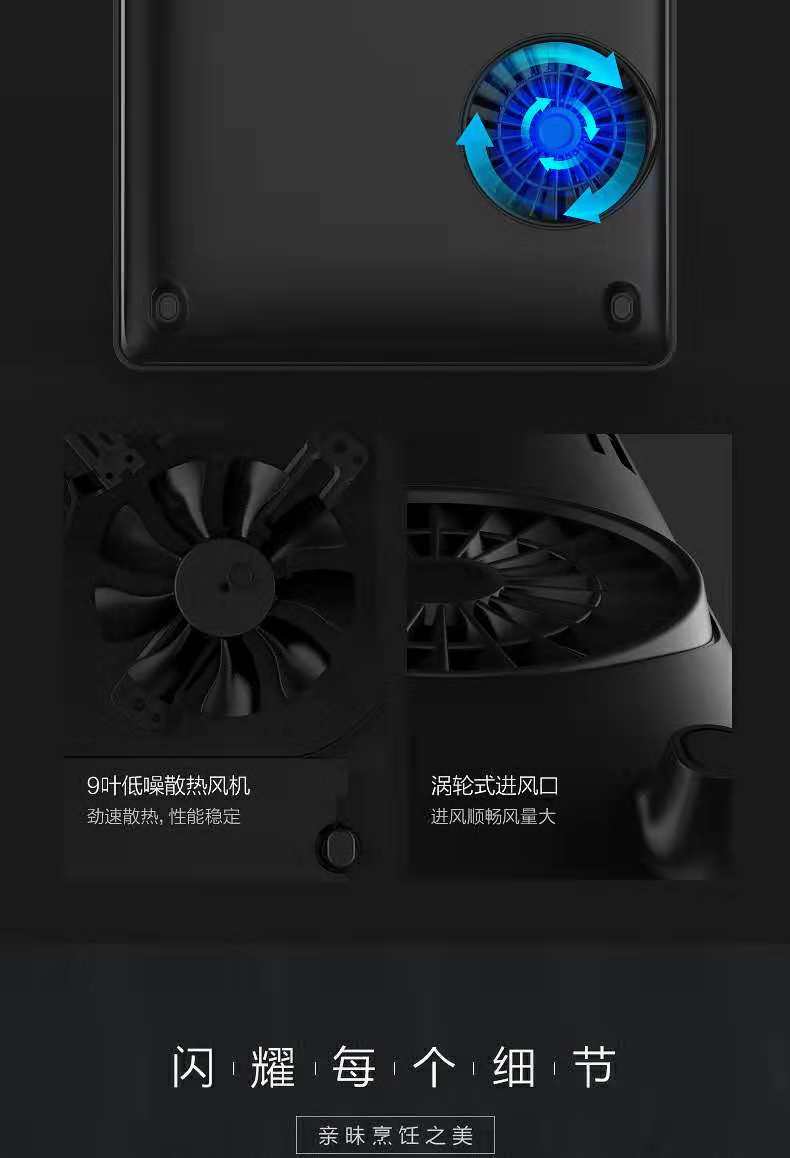 9叶低噪散热风机
劲速散热，性能稳定
涡轮式进风口
进风顺畅风量大
闪耀每个细节
亲昧烹饪之美